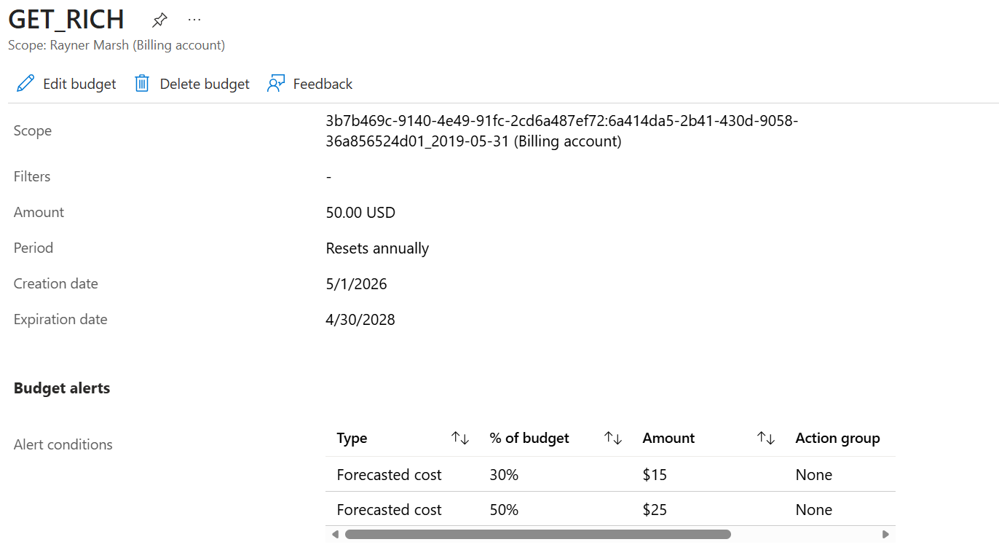 GET_RICH
Scope: Rayner Marsh (Billing account)
Edit budget Delete budget Feedback
Scope 3b7b469c-9140-4e49-91fc-2cd6a487ef72:6a414da5-2b41-430d-9058-
36a856524d01_2019-05-31 (Billing account)
Filters -
Amount 50.00 USD
Period Resets annually
Creation date 5/1/2026
Expiration date 4/30/2028
Budget alerts
Alert conditions
Type % of budget Amount Action group
Forecasted cost 30% $15 None
Forecasted cost 50% $25 None